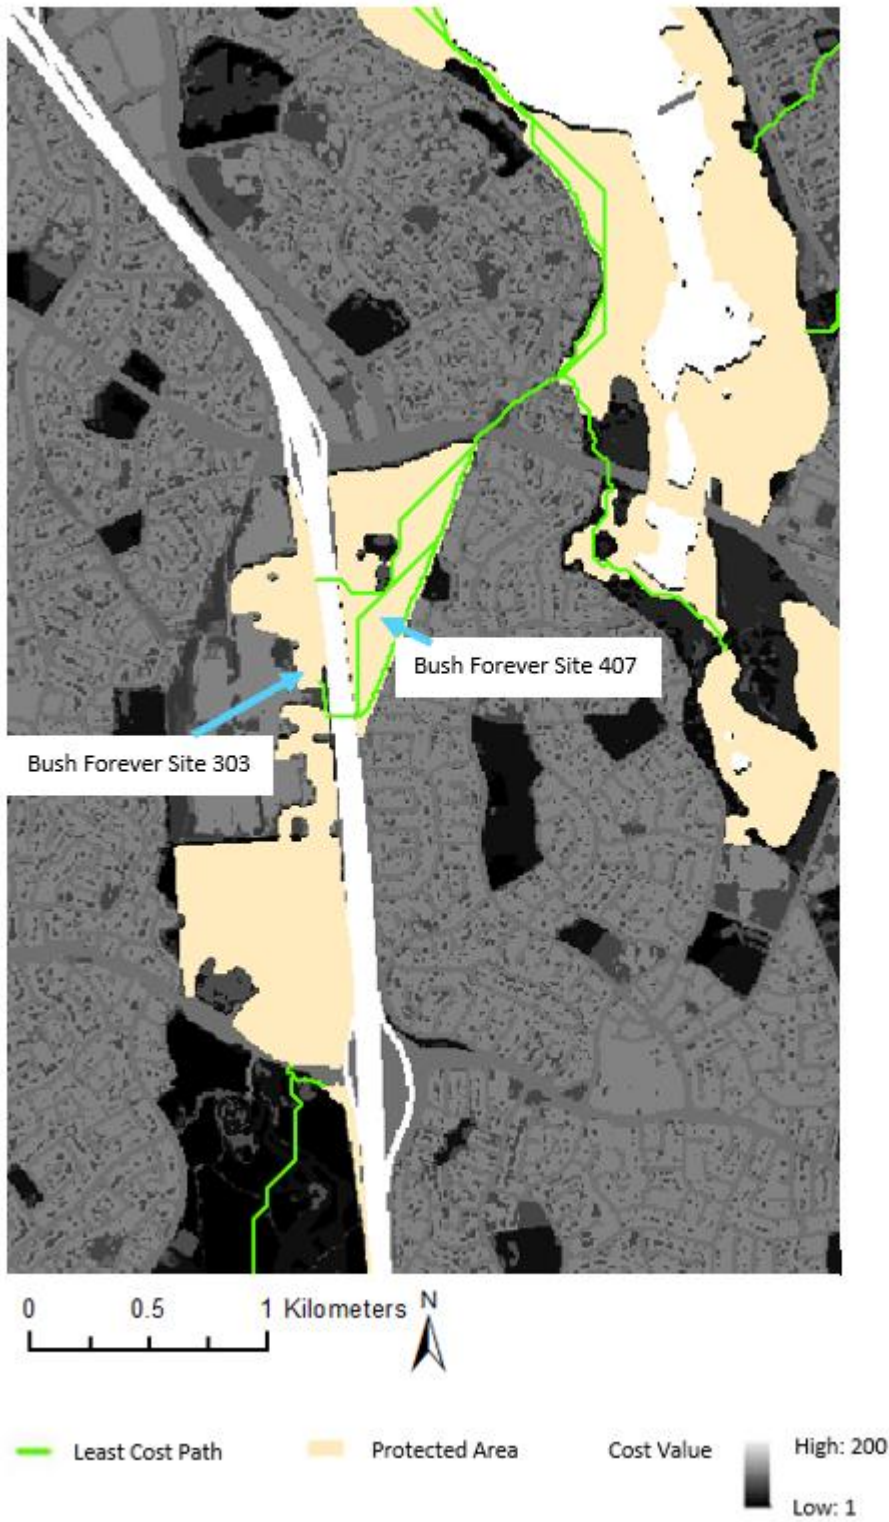 Bush Forever Site 407
Bush Forever Site 303
0 0.5 1 Kilometers N
Least Cost Path Protected Area Cost Value High: 200
Low: 1